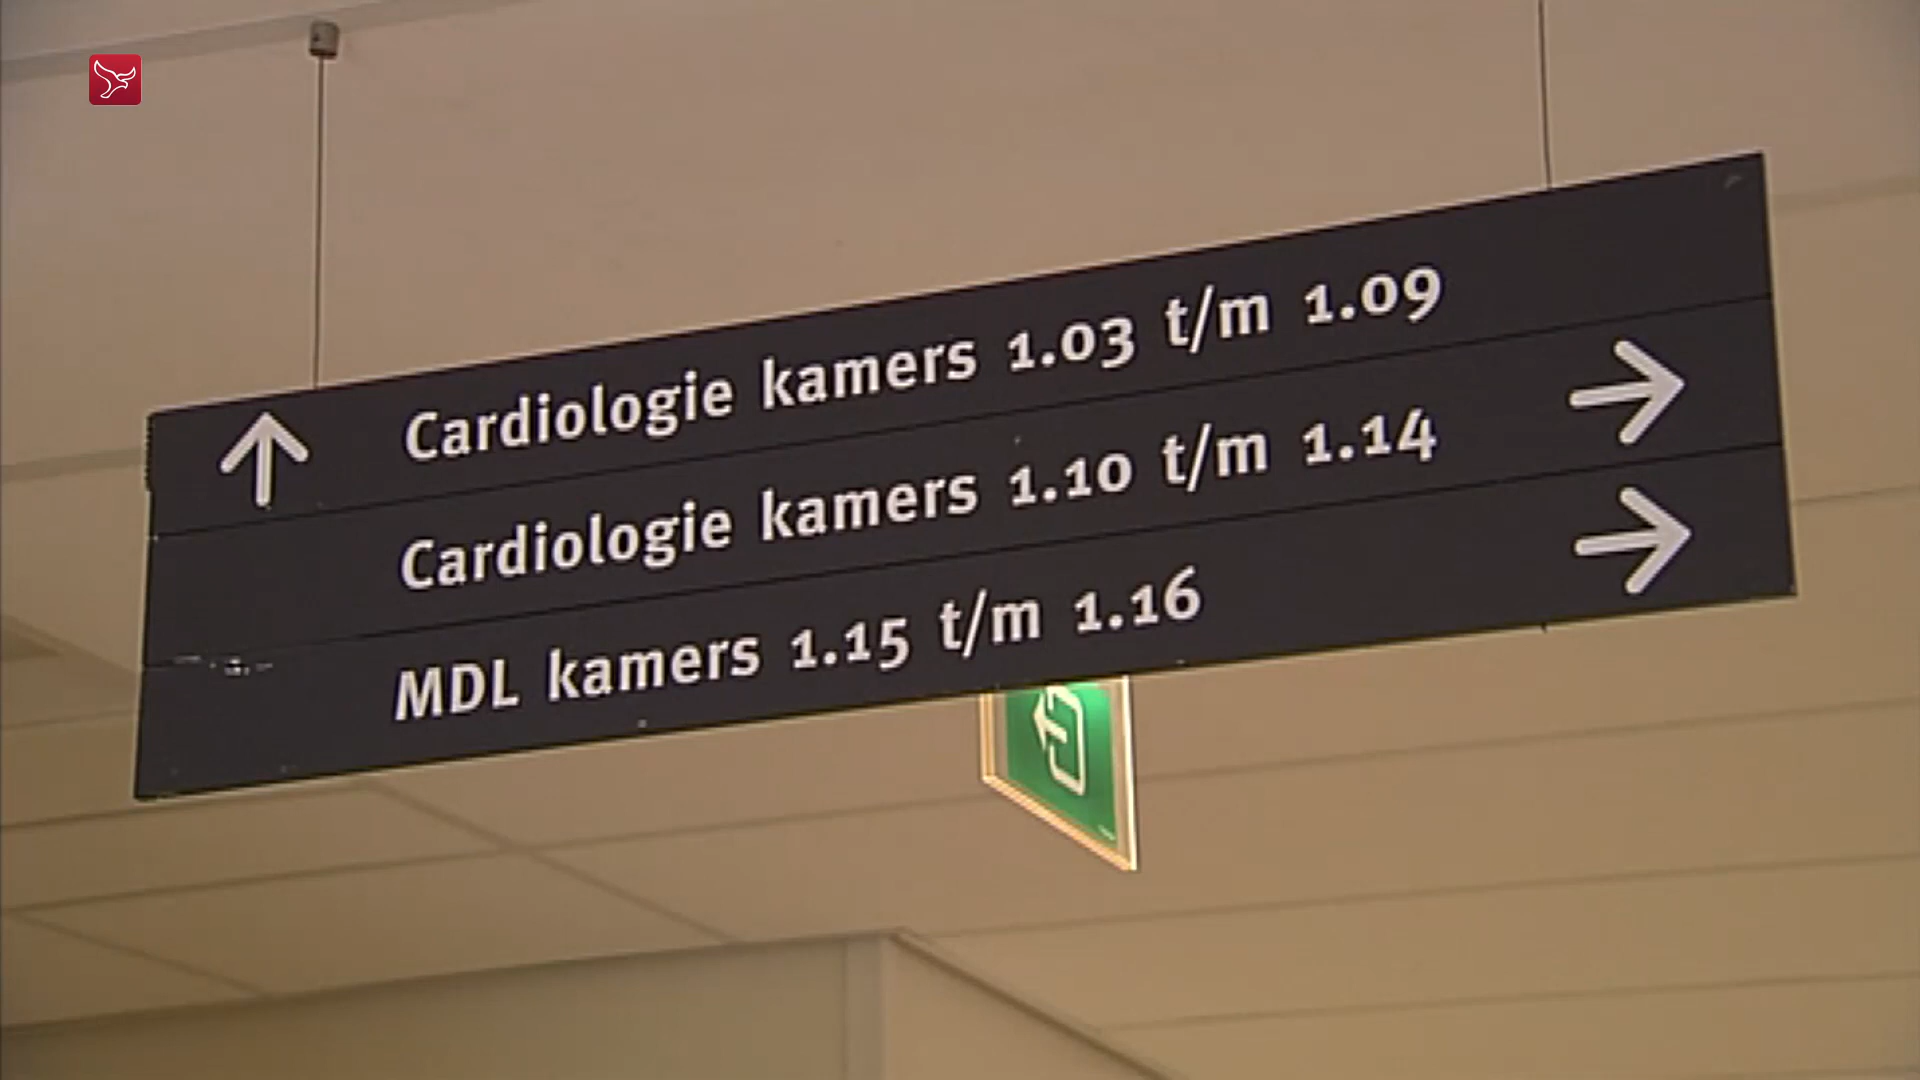 Cardiologie kamers 1.03 t/m 1.09
Cardiologie kamers 1.10 t/m 1.14
MDL kamers 1.15 t/m 1.16